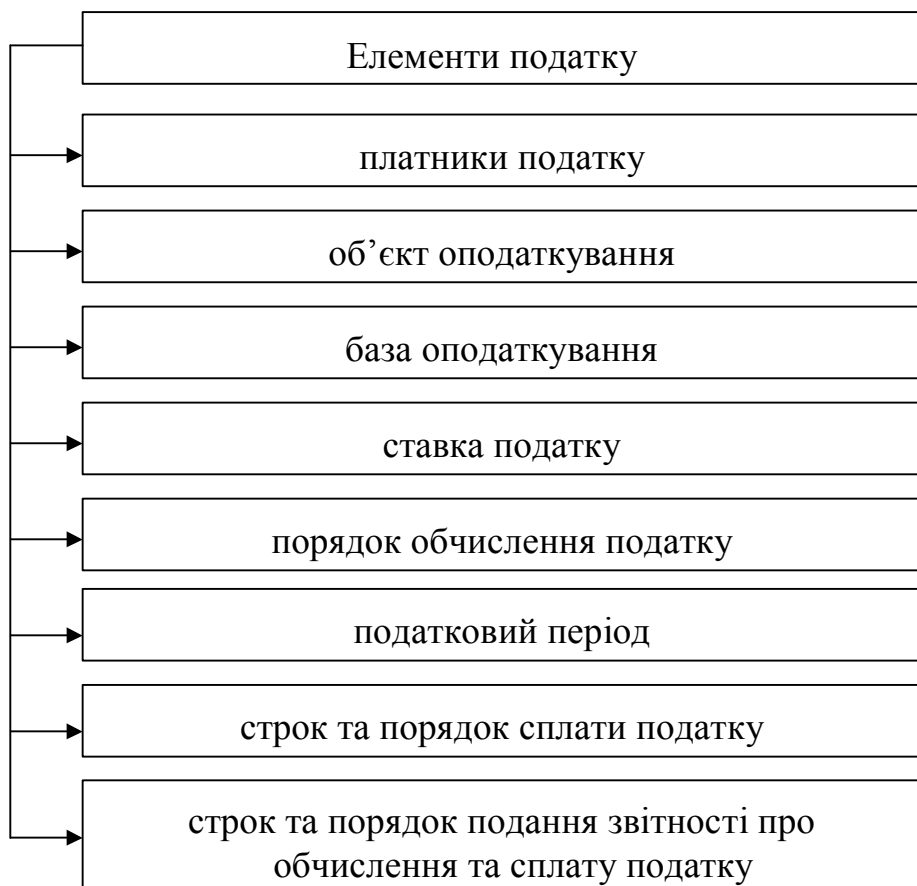 Елементи податку
платники податку
об’єкт оподаткування
база оподаткування
ставка податку
порядок обчислення податку
податковий період
строк та порядок сплати податку
строк та порядок подання звітності про
обчислення та сплату податку